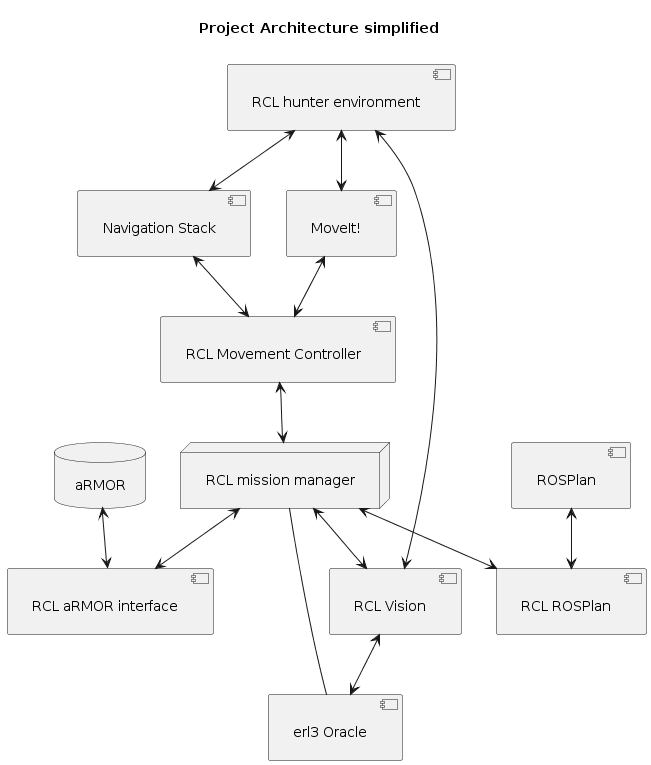 Project Architecture simplified
RCL hunter environment
Navigation Stack
MoveIt!
RCL Movement Controller
aRMOR
RCL mission manager
ROSPlan
RCL aRMOR interface
RCL Vision
RCL ROSPlan
erl3 Oracle